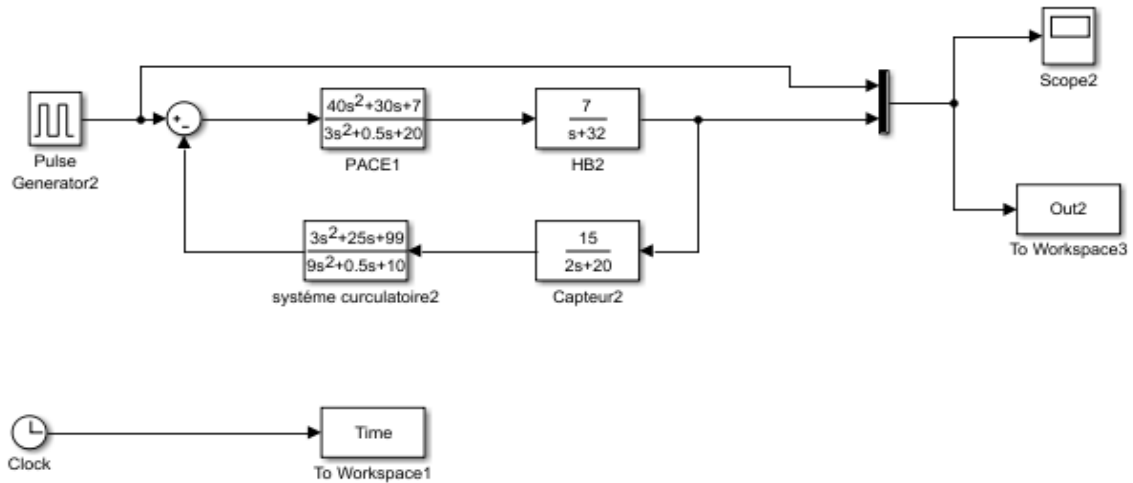 Scope2
+
-
40s²+30s+7
3s²+0.5s+20
7
s+32
Pulse
Generator2
PACE1
HB2
Out2
To Workspace3
3s²+25s+99
9s²+0.5s+10
15
2s+20
systéme curculatoire2
Capteur2
Time
Clock
To Workspace1